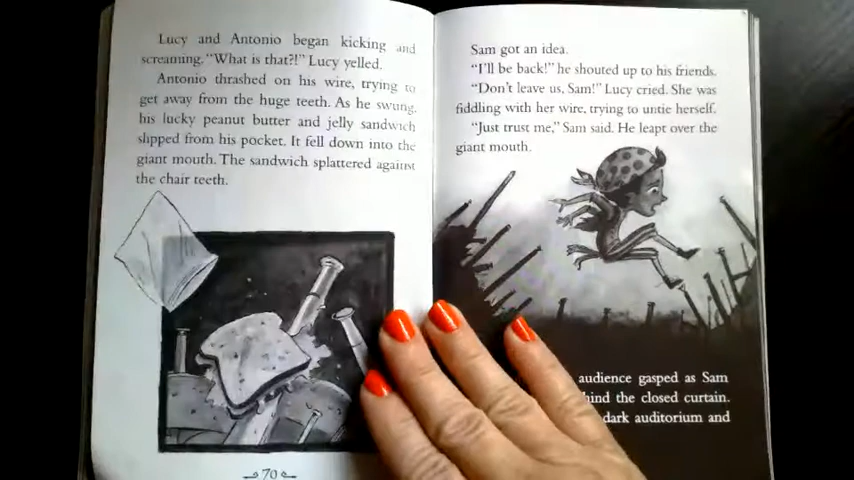 Lucy and Antonio began kicking and
screaming. "What is that?!" Lucy yelled.
Antonio thrashed on his wire, trying to
get away from the huge teeth. As he swung,
his lucky peanut butter and jelly sandwich
slipped from his pocket. It fell down into the
giant mouth. The sandwich splattered against
the chair teeth.
70
Sam got an idea.
"I'll be back!" he shouted up to his friends.
"Don't leave us, Sam!" Lucy cried. She was
fiddling with her wire, trying to untie herself.
"Just trust me," Sam said. He leapt over the
giant mouth.
audience gasped as Sam
the closed curtain.
dark auditorium and